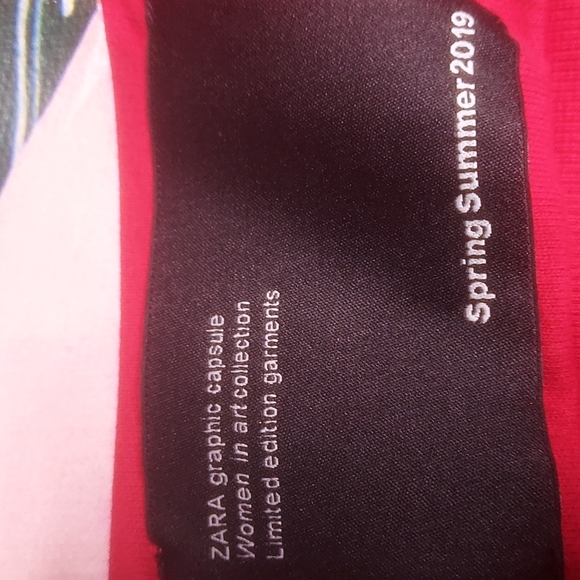 Spring Summer 2019
ZARA graphic capsule
Women in art collection
Limited edition garments